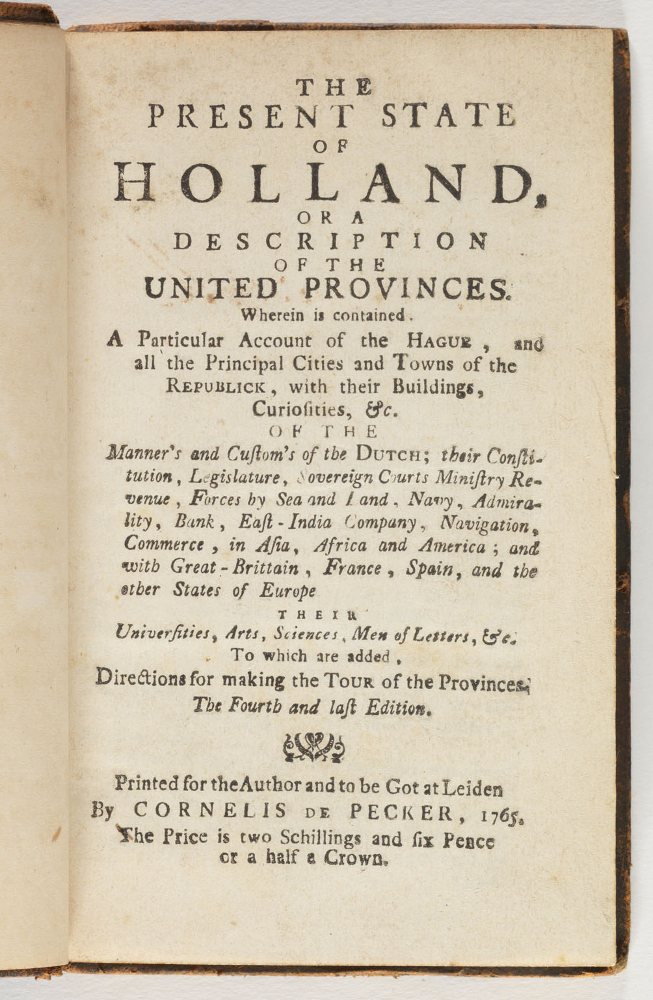 THE
PRESENT STATE
OF
HOLLAND,
OR A
DESCRIPTION
OF THE
UNITED PROVINCES.
Wherein is contained.
A Particular Account of the HAGUE, and
all the Principal Cities and Towns of the
REPUBLICK, with their Buildings,
Curioſities, &c.
OF THE
Manner's and Cuſtom's of the DUTCH; their Conſti-
tution, Legislature, Sovereign Courts Miniſtry Re-
venue, Forces by Sea and Land, Navy, Admira-
lity, Bank, Eaſt-India Company, Navigation,
Commerce, in Aſia, Africa and America; and
with Great-Brittain, France, Spain, and the
other States of Europe
THEIR
Univerſities, Arts, Sciences, Men of Letters, &c.
To which are added,
Directions for making the TOUR of the Provinces;
The Fourth and laſt Edition.
Printed for the Author and to be Got at Leiden
By CORNELIS DE PECKER, 1765.
The Price is two Schillings and ſix Pence
or a half a Crown.